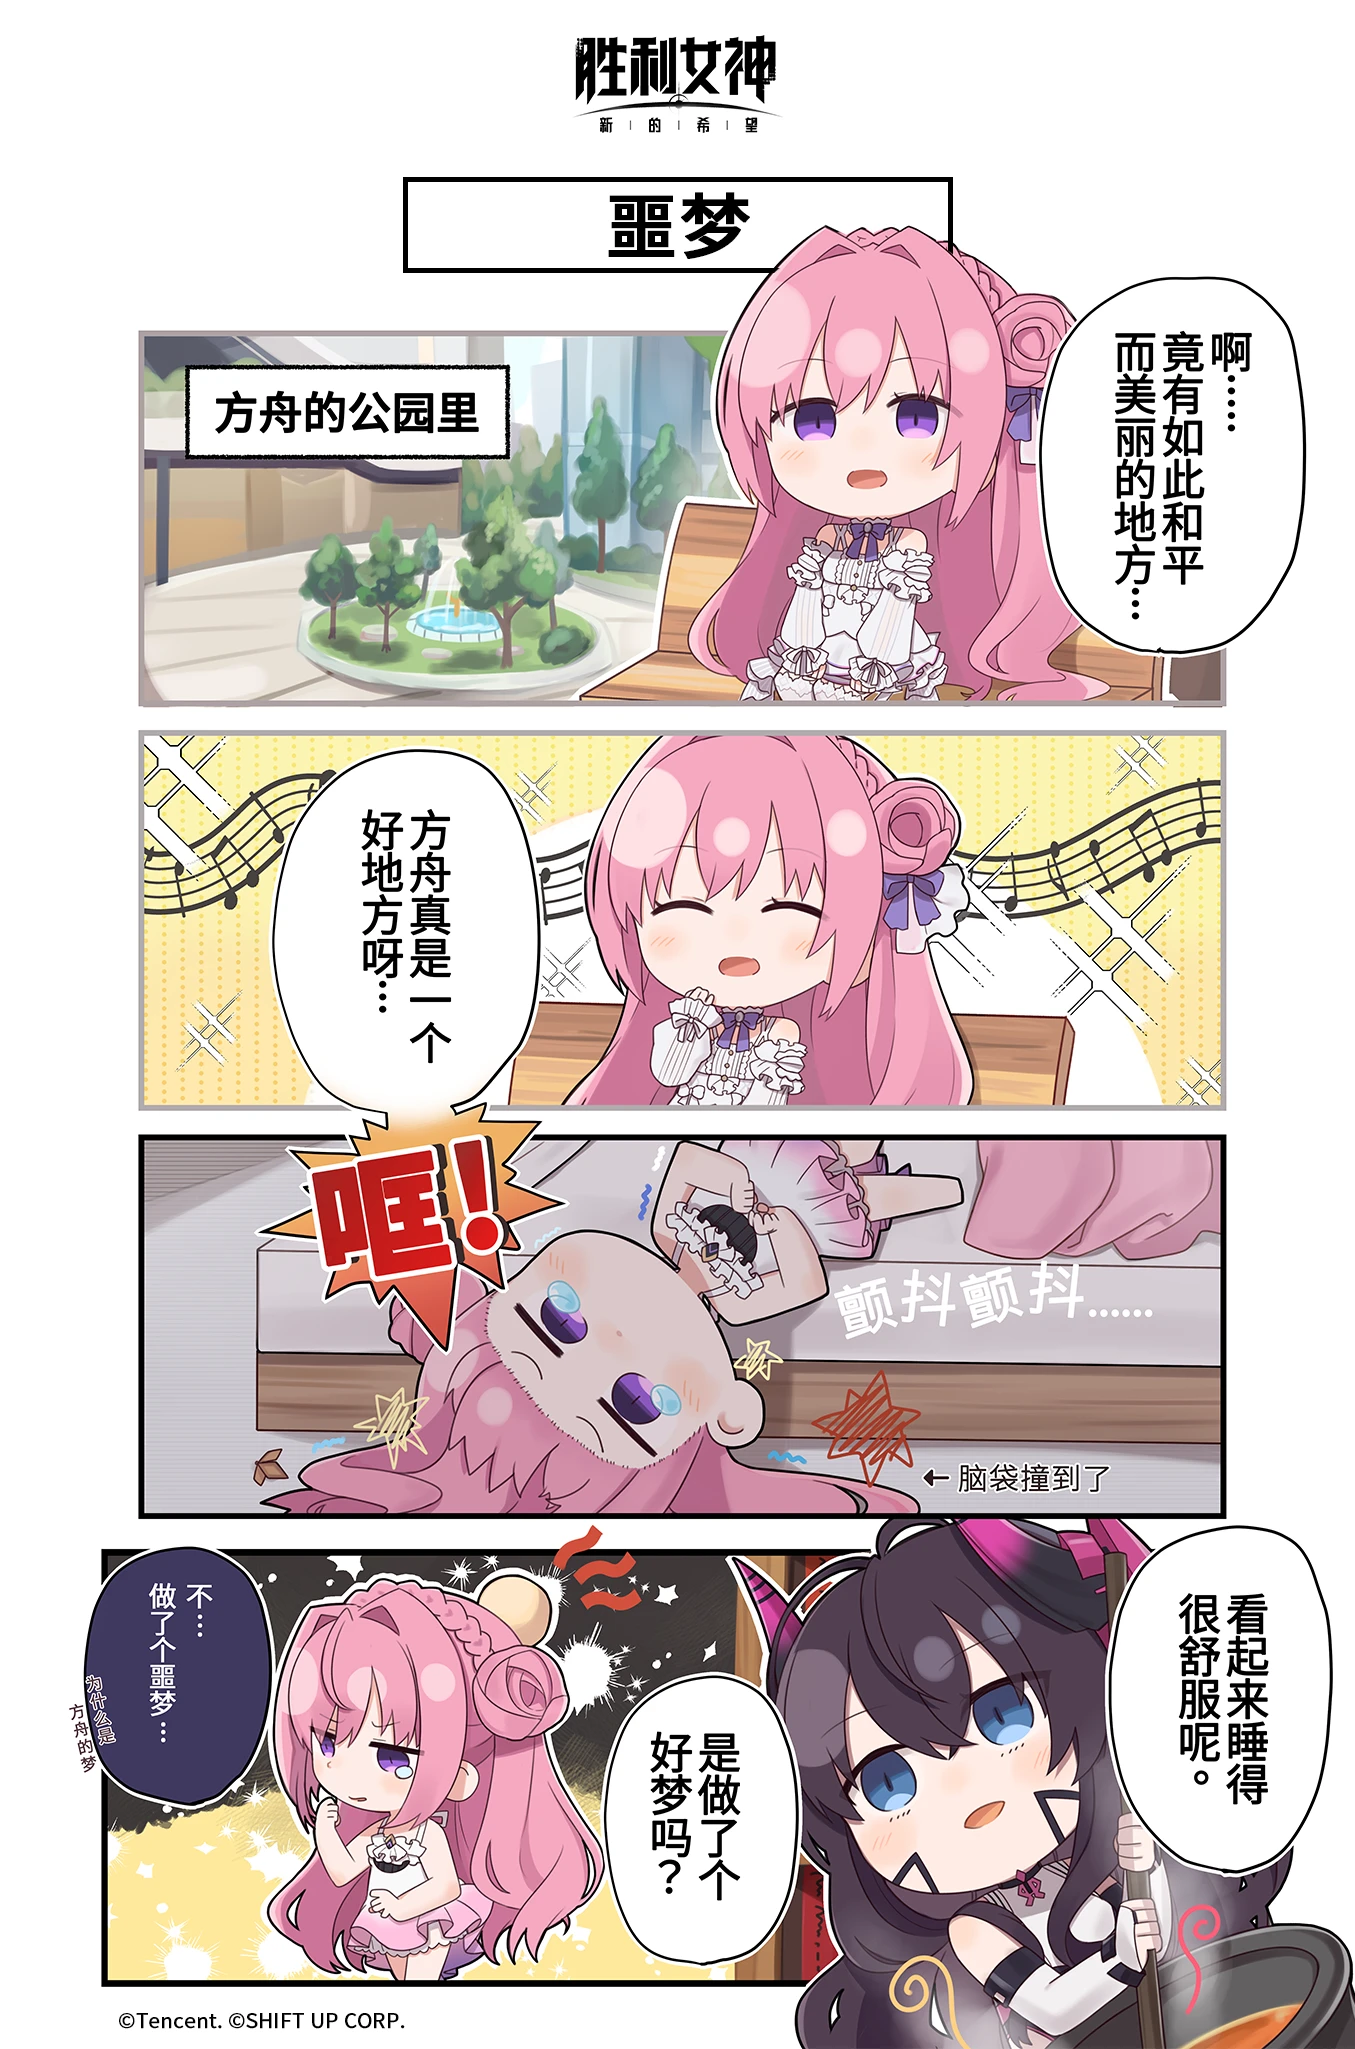 胜利女神
新的希望
噩梦
方舟的公园里
啊……
竟有如此和平
而美丽的地方…
方舟真是一个
好地方呀…
哐!
颤抖颤抖……
← 脑袋撞到了
看起来睡得
很舒服呢。
是做了个
好梦吗?
不…
做了个噩梦…
为什么是
方舟的梦
©Tencent. ©SHIFT UP CORP.